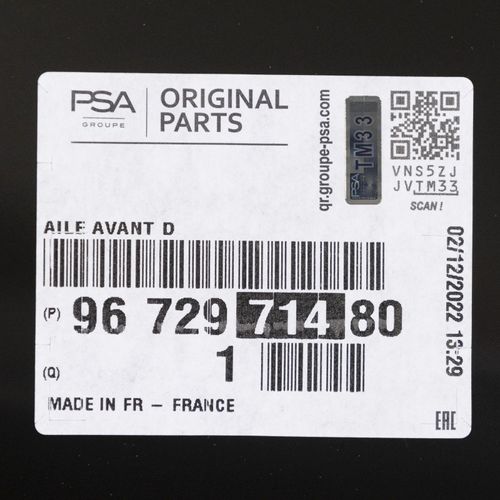 PSA
GROUPE
ORIGINAL
PARTS
qr.groupe-psa.com
PSA TM33
VNS5ZJ
JVTM33
SCAN!
AILE AVANT D
02/12/2022 13:29
(P) 96 729 714 80
(Q) 1
MADE IN FR - FRANCE
EAC